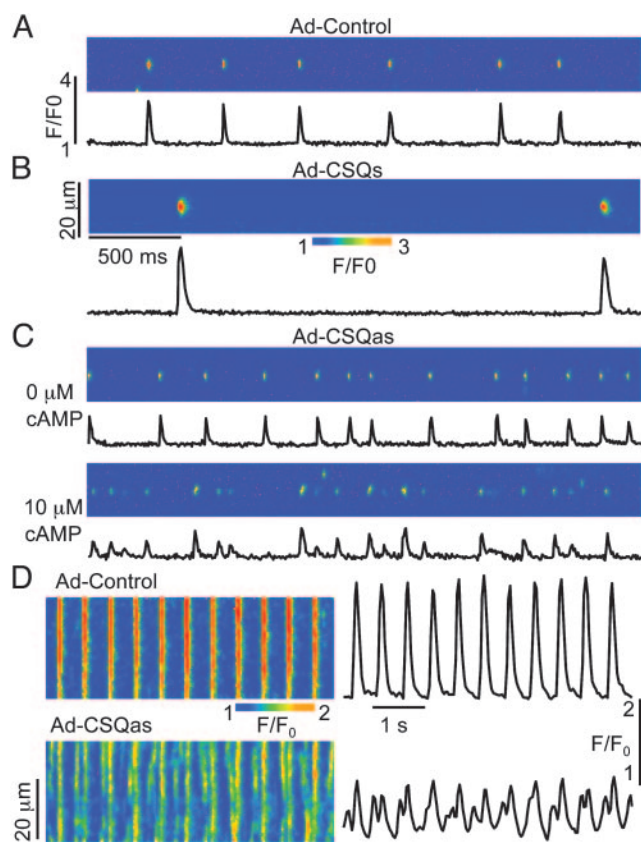 A
Ad-Control
4
F/F0
1
B
Ad-CSQs
20 μm
500 ms
1
3
F/F0
C
Ad-CSQas
0 μM
cAMP
10 μM
cAMP
D
Ad-Control
1
2
F/F₀
1 s
2
F/F₀
1
Ad-CSQas
20 μm